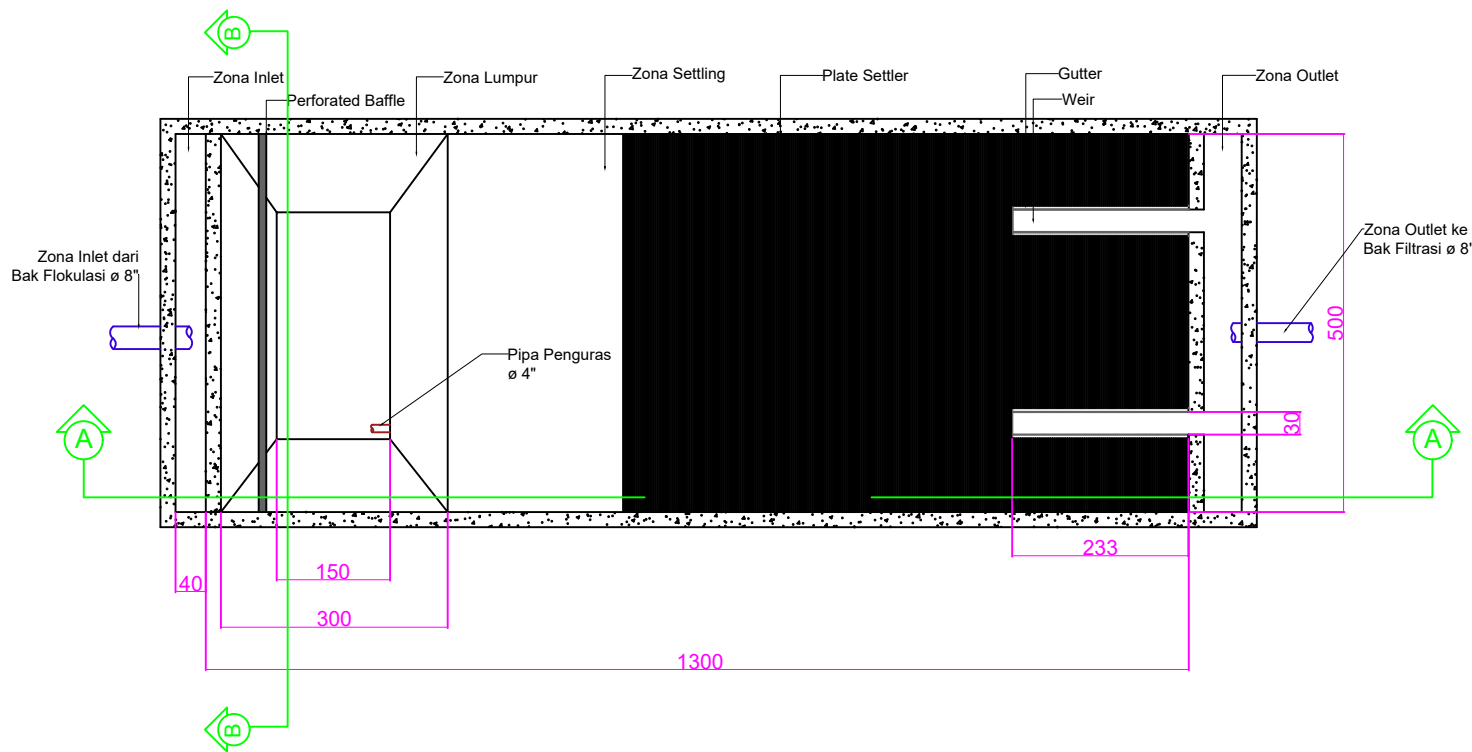 B
Zona Inlet
Perforated Baffle
Zona Lumpur
Zona Settling
Plate Settler
Gutter
Weir
Zona Outlet
Zona Inlet dari
Bak Flokulasi ø 8"
Zona Outlet ke
Bak Filtrasi ø 8'
500
Pipa Penguras
ø 4"
30
A
A
233
150
40
300
1300
B